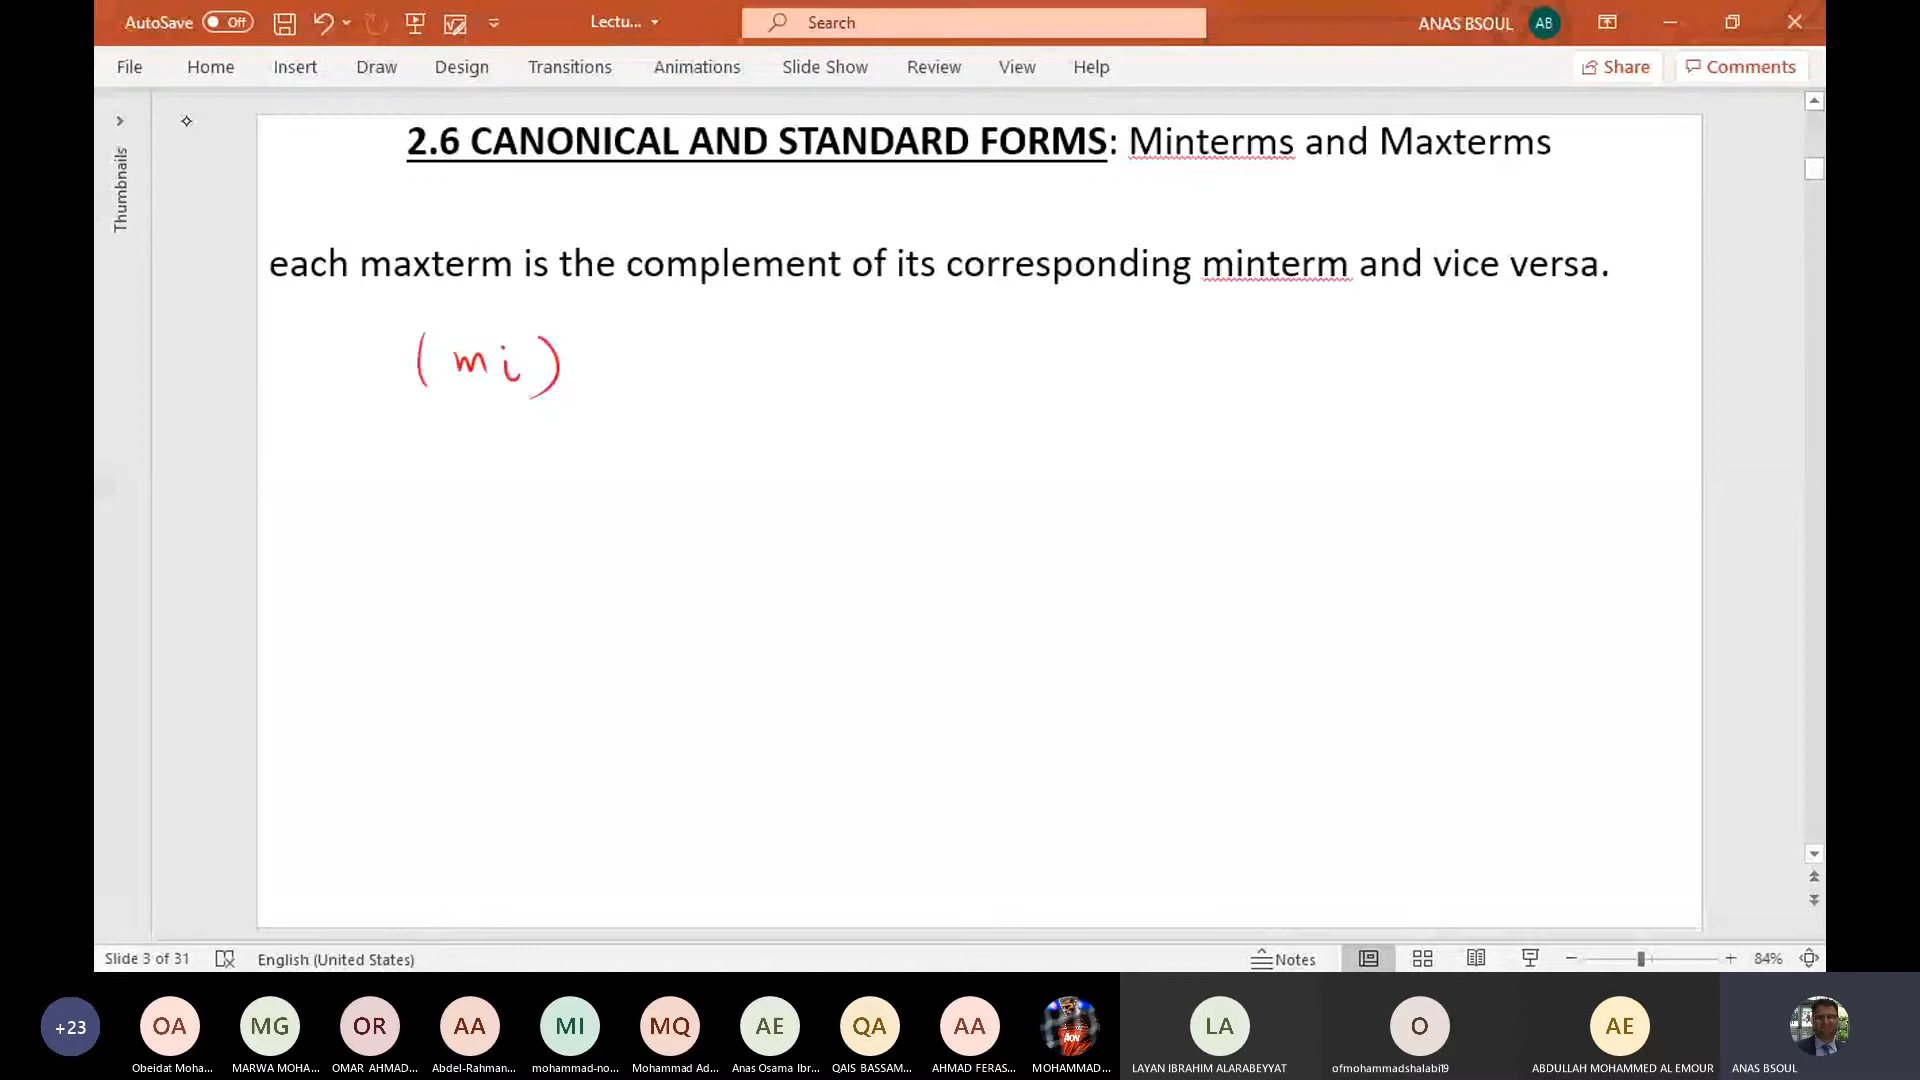 AutoSave Off Lectu... Search ANAS BSOUL AB
File Home Insert Draw Design Transitions Animations Slide Show Review View Help Share Comments
Thumbnails
2.6 CANONICAL AND STANDARD FORMS: Minterms and Maxterms
each maxterm is the complement of its corresponding minterm and vice versa.
( mi )
Slide 3 of 31 English (United States) Notes 84%
+23 OA MG OR AA MI MQ AE QA AA LA O AE
Obeidat Moha... MARWA MOHA... OMAR AHMAD... Abdel-Rahman... mohammad-no... Mohammad Ad... Anas Osama Ibr... QAIS BASSAM... AHMAD FERAS... MOHAMMAD... LAYAN IBRAHIM ALARABEYYAT ofmohammadshalabi19 ABDULLAH MOHAMMED AL EMOUR ANAS BSOUL